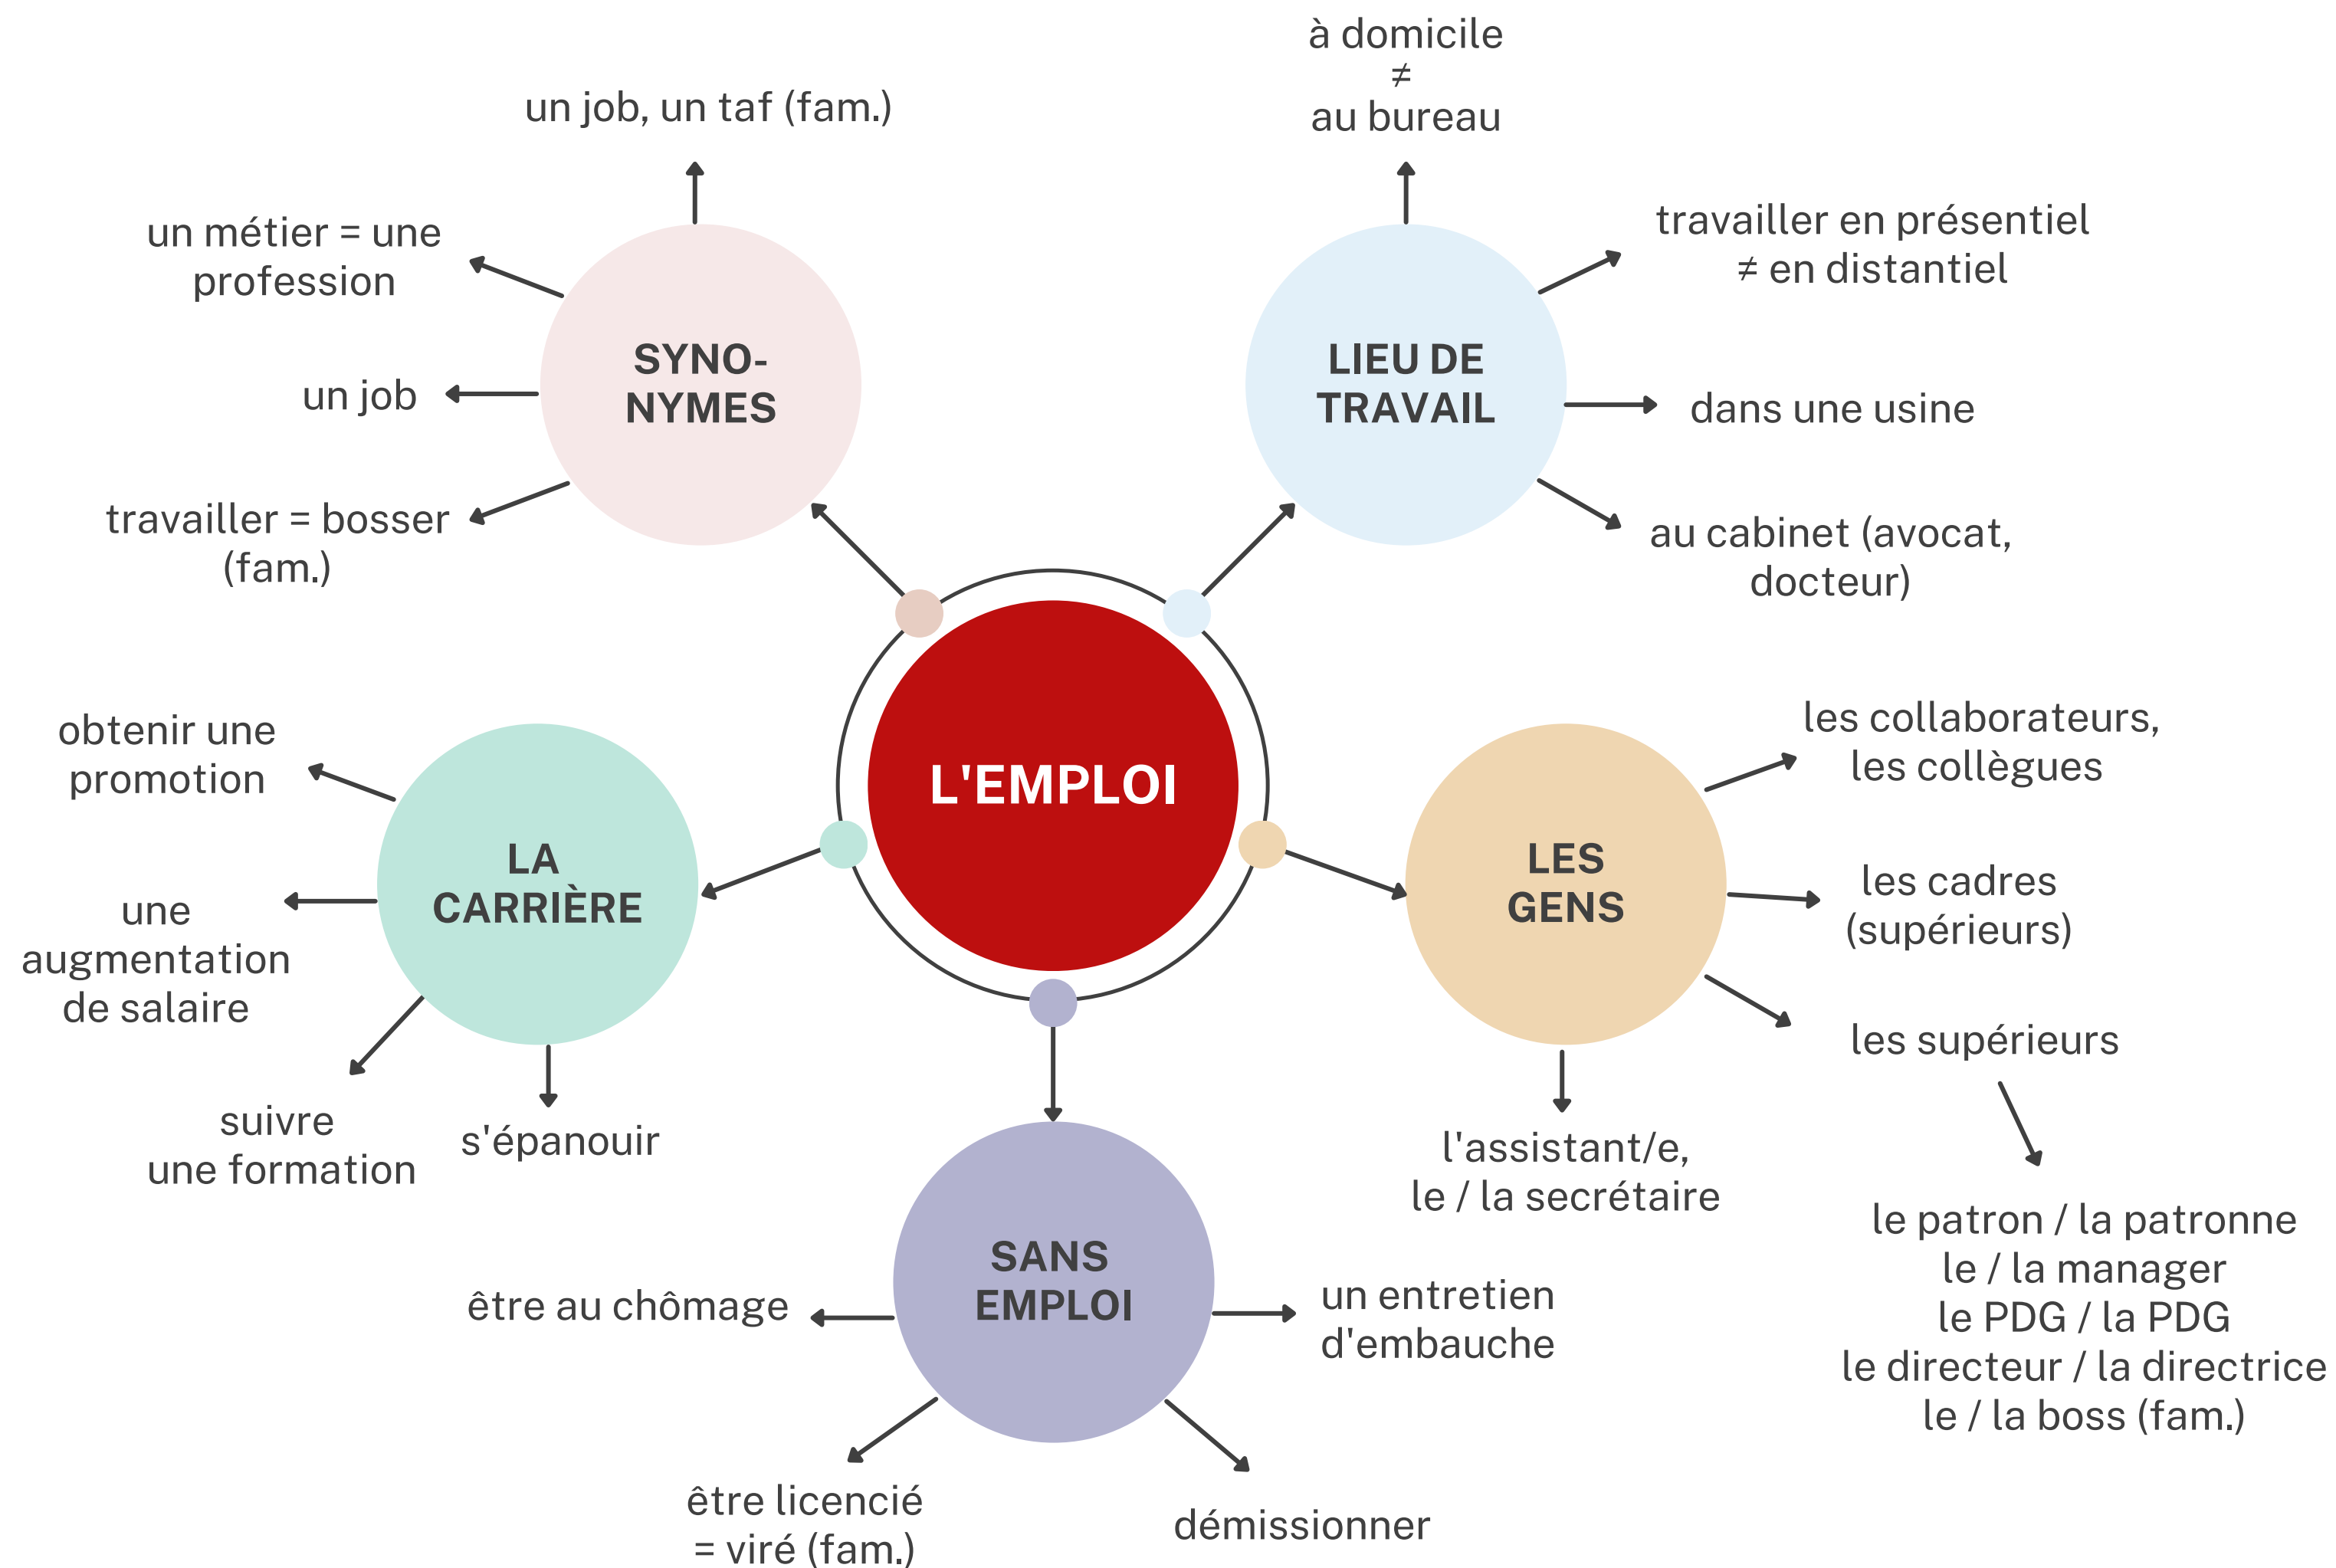 à domicile
≠
au bureau
un job, un taf (fam.)
un métier = une
profession
un job
travailler = bosser
(fam.)
SYNO-
NYMES
LIEU DE
TRAVAIL
travailler en présentiel
≠ en distantiel
dans une usine
au cabinet (avocat,
docteur)
L'EMPLOI
obtenir une
promotion
une
augmentation
de salaire
suivre
une formation
s'épanouir
LA
CARRIÈRE
LES
GENS
les collaborateurs,
les collègues
les cadres
(supérieurs)
les supérieurs
l'assistant/e,
le / la secrétaire
le patron / la patronne
le / la manager
le PDG / la PDG
le directeur / la directrice
le / la boss (fam.)
SANS
EMPLOI
être au chômage
un entretien
d'embauche
être licencié
= viré (fam.)
démissionner